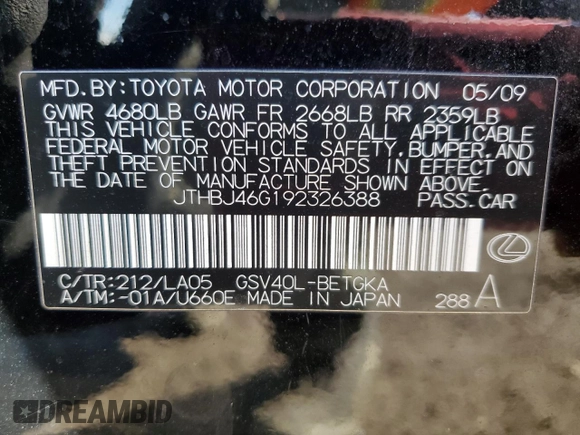 MFD.BY:TOYOTA MOTOR CORPORATION 05/09
GVWR 4680LB GAWR FR 2668LB RR 2359LB
THIS VEHICLE CONFORMS TO ALL APPLICABLE
FEDERAL MOTOR VEHICLE SAFETY,BUMPER,AND
THEFT PREVENTION STANDARDS IN EFFECT ON
THE DATE OF MANUFACTURE SHOWN ABOVE.
JTHBJ46G192326388 PASS.CAR
C/TR:212/LA05 GSV40L-BETGKA
A/TM:-01A/U660E MADE IN JAPAN 288 A
DREAMBID